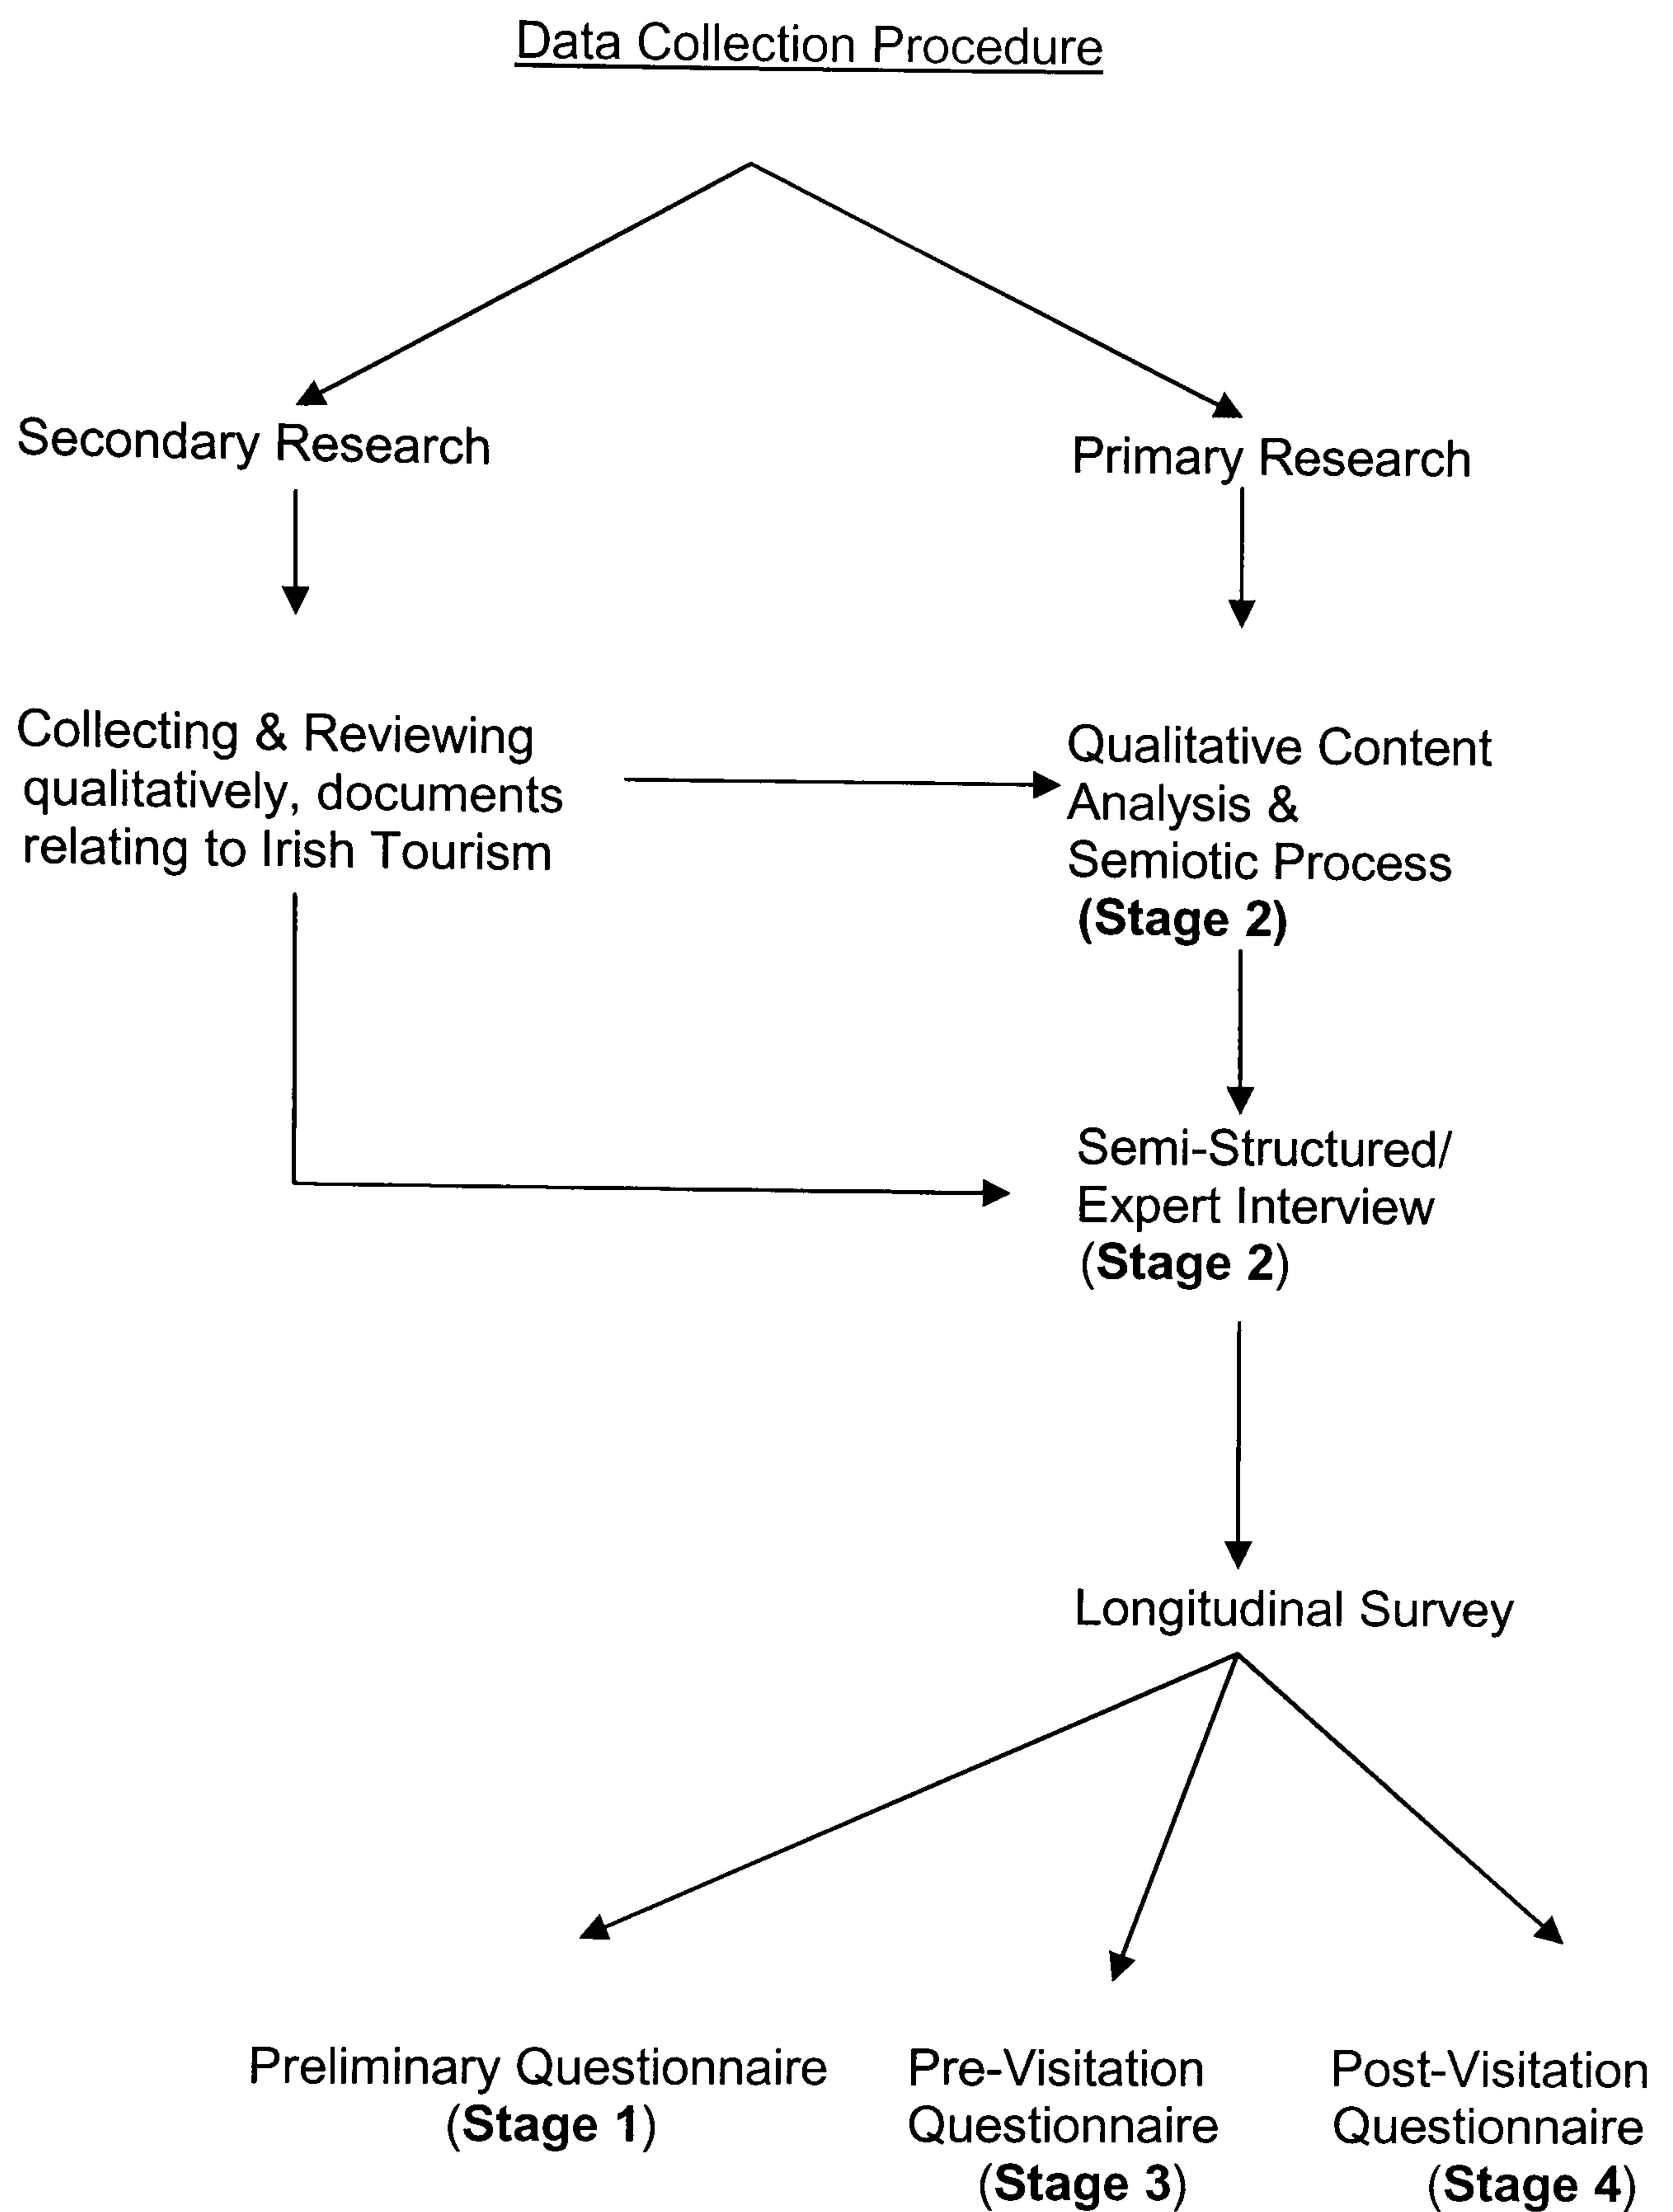 Data Collection Procedure
Secondary Research
Primary Research
Collecting & Reviewing
qualitatively, documents
relating to Irish Tourism
Qualitative Content
Analysis &
Semiotic Process
(Stage 2)
Semi-Structured/
Expert Interview
(Stage 2)
Longitudinal Survey
Preliminary Questionnaire
(Stage 1)
Pre-Visitation
Questionnaire
(Stage 3)
Post-Visitation
Questionnaire
(Stage 4)